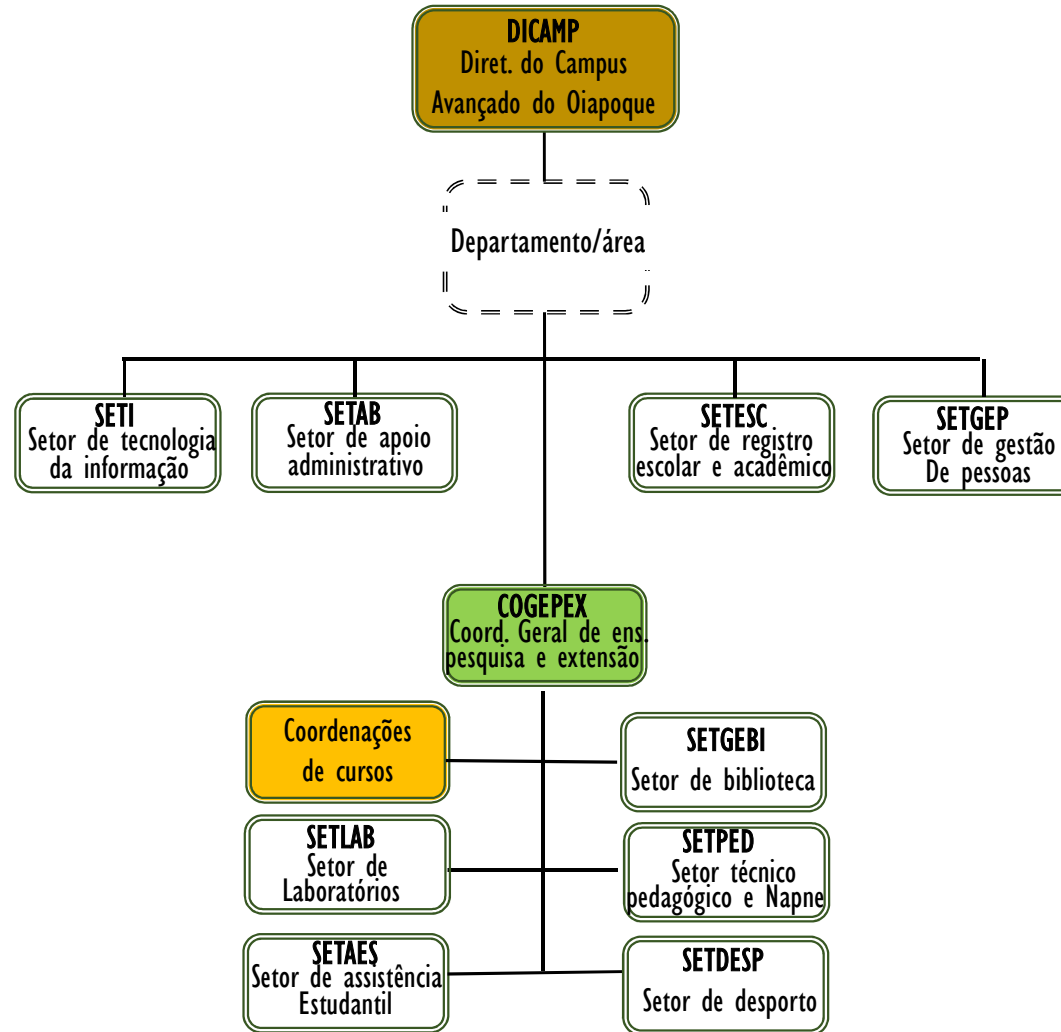 DICAMP
Diret. do Campus
Avançado do Oiapoque
Departamento/área
SETI
Setor de tecnologia
da informação
SETAB
Setor de apoio
administrativo
SETESC
Setor de registro
escolar e acadêmico
SETGEP
Setor de gestão
De pessoas
COGEPEX
Coord. Geral de ens.
pesquisa e extensão
Coordenações
de cursos
SETGEBI
Setor de biblioteca
SETLAB
Setor de
Laboratórios
SETPED
Setor técnico
pedagógico e Napne
SETAES
Setor de assistência
Estudantil
SETDESP
Setor de desporto